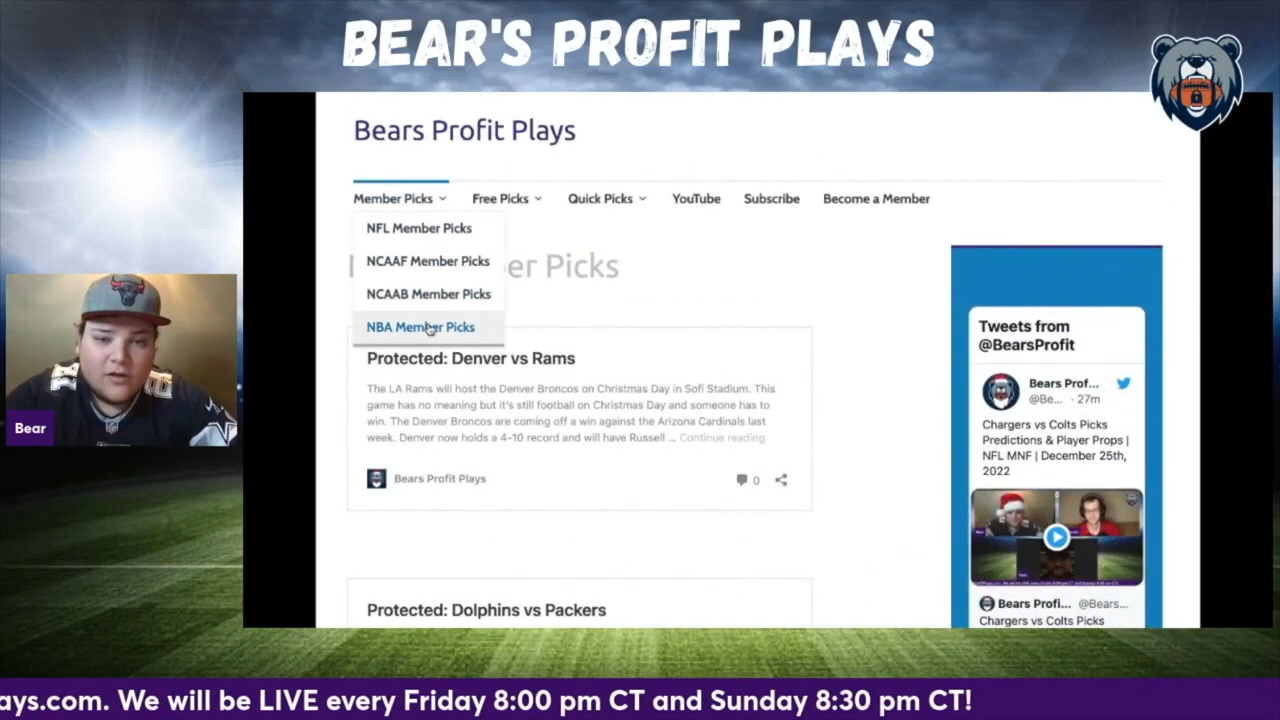 BEAR'S PROFIT PLAYS
Bears Profit Plays
Member Picks
Free Picks
Quick Picks
YouTube
Subscribe
Become a Member
NFL Member Picks
NCAAF Member Picks
NCAAB Member Picks
NBA Member Picks
er Picks
Protected: Denver vs Rams
The LA Rams will host the Denver Broncos on Christmas Day in Sofi Stadium. This
game has no meaning but it's still football on Christmas Day and someone has to
win. The Denver Broncos are coming off a win against the Arizona Cardinals last
week. Denver now holds a 4-10 record and will have Russell ... Continue reading
Bears Profit Plays
0
Protected: Dolphins vs Packers
Tweets from
@BearsProfit
Bears Prof...
@Be... · 27m
Chargers vs Colts Picks
Predictions & Player Props |
NFL MNF | December 25th,
2022
Bears Profi... @Bears...
Chargers vs Colts Picks
Bear
ays.com. We will be LIVE every Friday 8:00 pm CT and Sunday 8:30 pm CT!